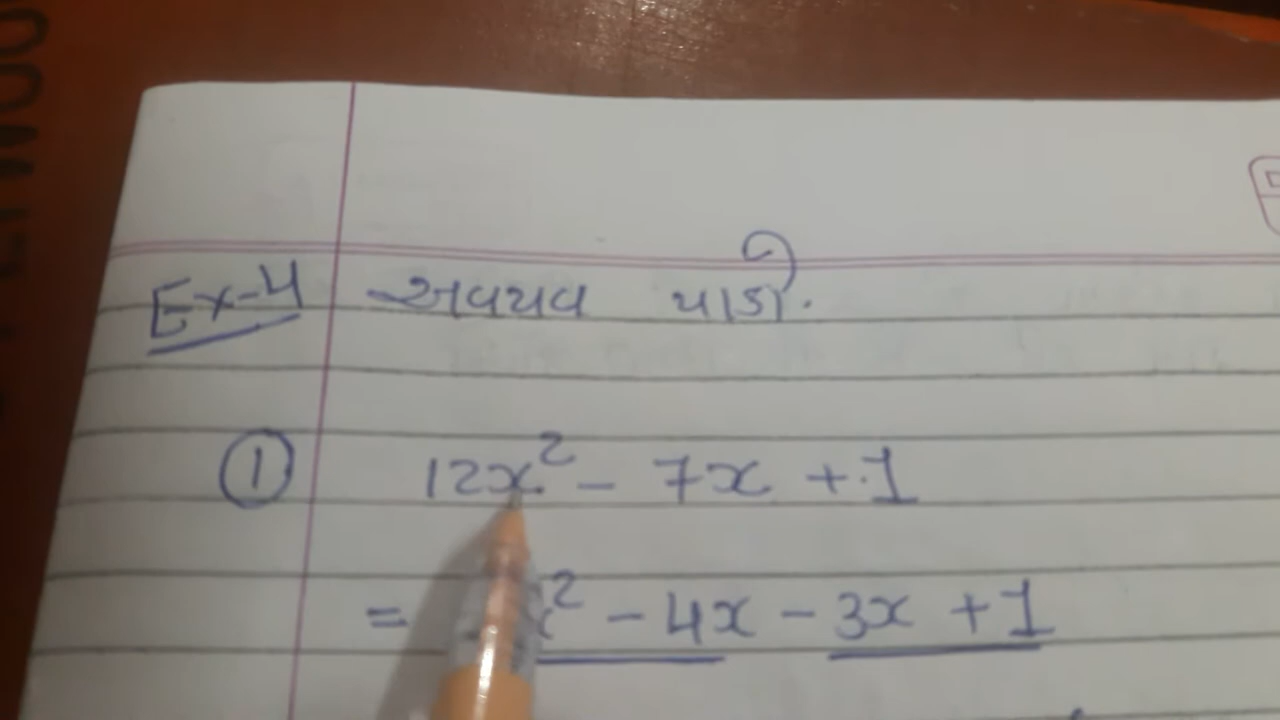 Ex-4 અવયવ પાડો.
① 12x² - 7x + 1
= x² - 4x - 3x + 1